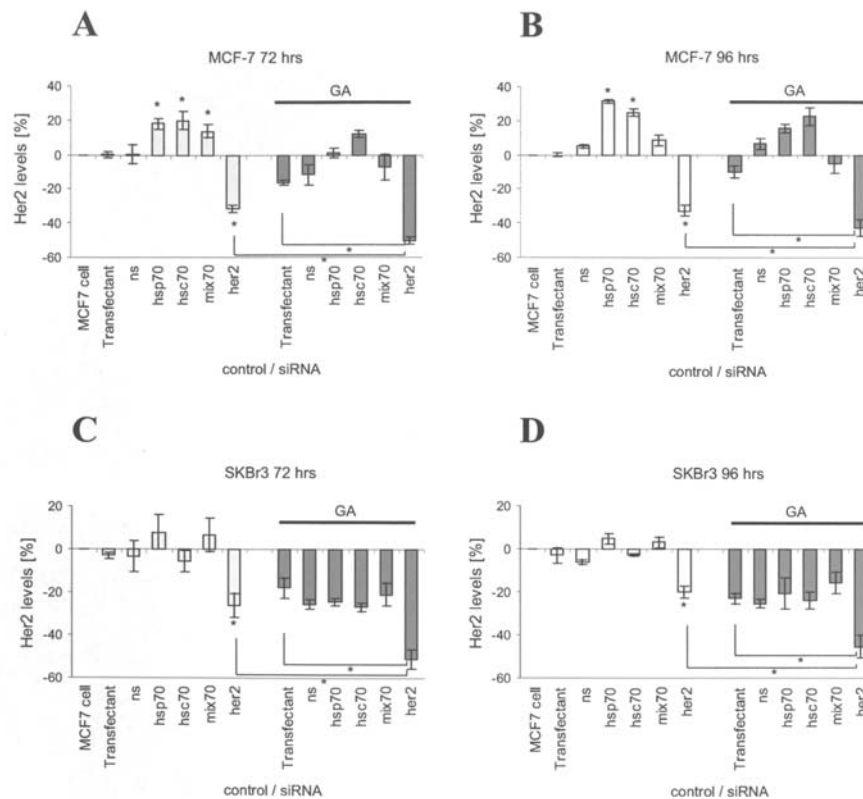 A
MCF-7 72 hrs
GA
Her2 levels [%]
40
20
0
-20
-40
-60
*
*
*
*
*
*
MCF7 cell
Transfectant
ns
hsp70
hsc70
mix70
her2
Transfectant
ns
hsp70
hsc70
mix70
her2
control / siRNA
B
MCF-7 96 hrs
GA
Her2 levels [%]
40
20
0
-20
-40
-60
*
*
*
*
*
MCF7 cell
Transfectant
ns
hsp70
hsc70
mix70
her2
Transfectant
ns
hsp70
hsc70
mix70
her2
control / siRNA
C
SKBr3 72 hrs
GA
Her2 levels [%]
20
0
-20
-40
-60
*
*
*
MCF7 cell
Transfectant
ns
hsp70
hsc70
mix70
her2
Transfectant
ns
hsp70
hsc70
mix70
her2
control / siRNA
D
SKBr3 96 hrs
GA
Her2 levels [%]
20
0
-20
-40
-60
*
*
*
MCF7 cell
Transfectant
ns
hsp70
hsc70
mix70
her2
Transfectant
ns
hsp70
hsc70
mix70
her2
control / siRNA